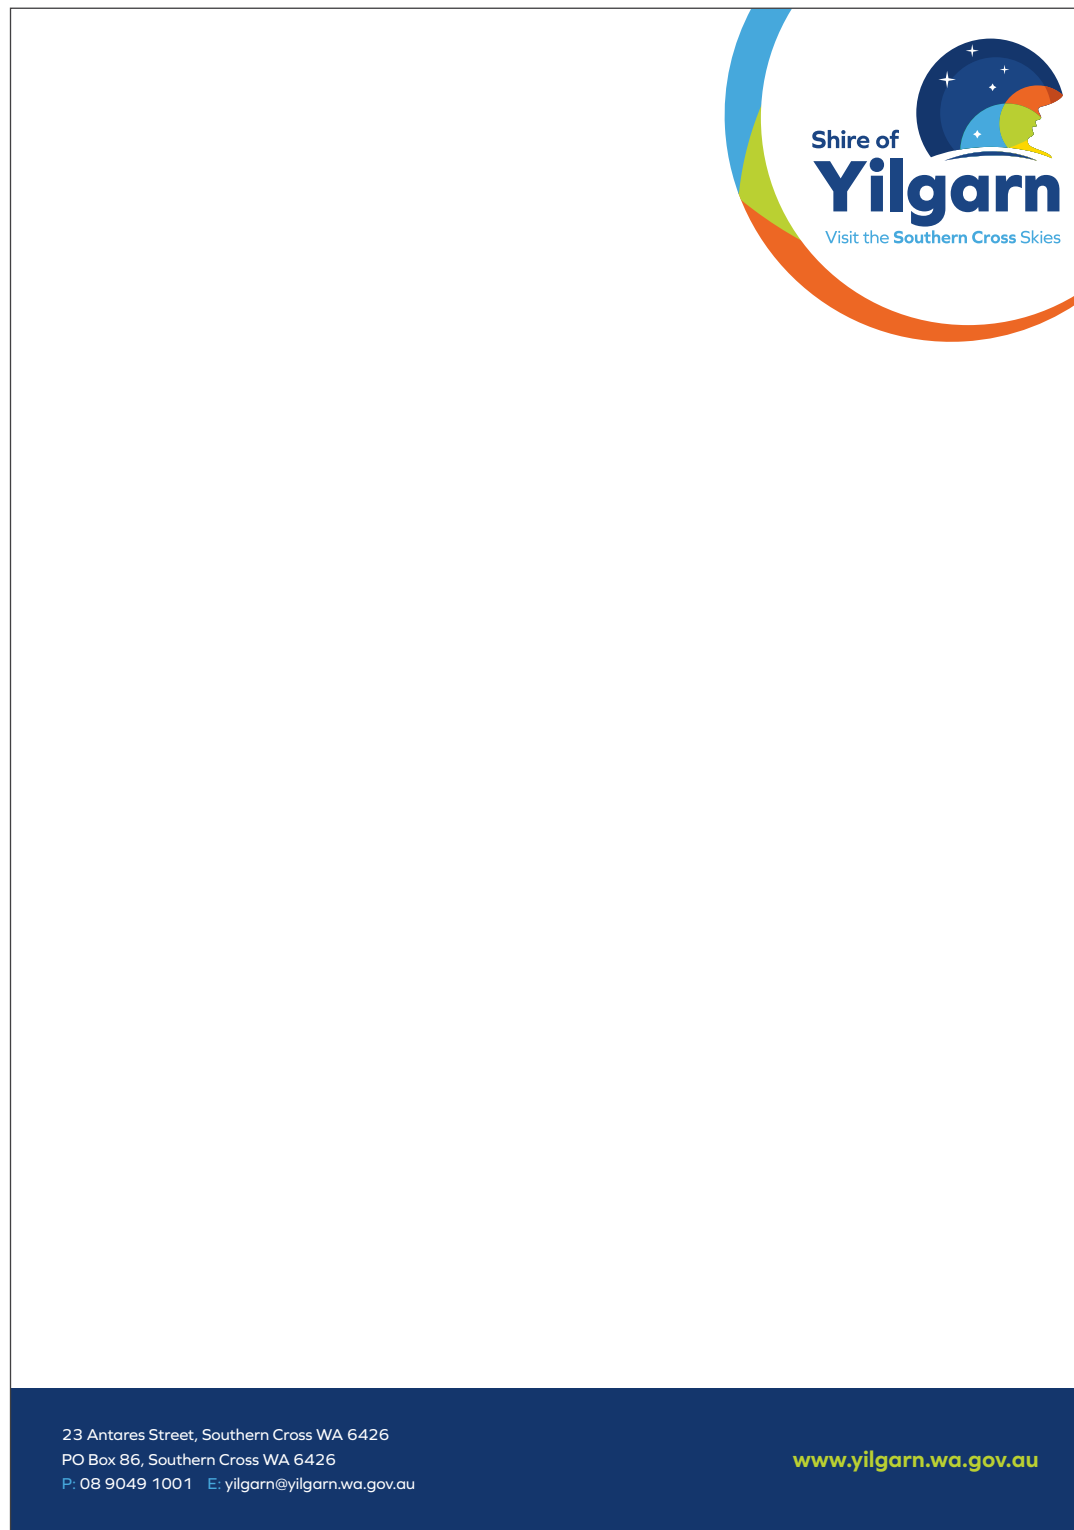 Shire of
Yilgarn
Visit the Southern Cross Skies
23 Antares Street, Southern Cross WA 6426
PO Box 86, Southern Cross WA 6426
P: 08 9049 1001 E: yilgarn@yilgarn.wa.gov.au
www.yilgarn.wa.gov.au